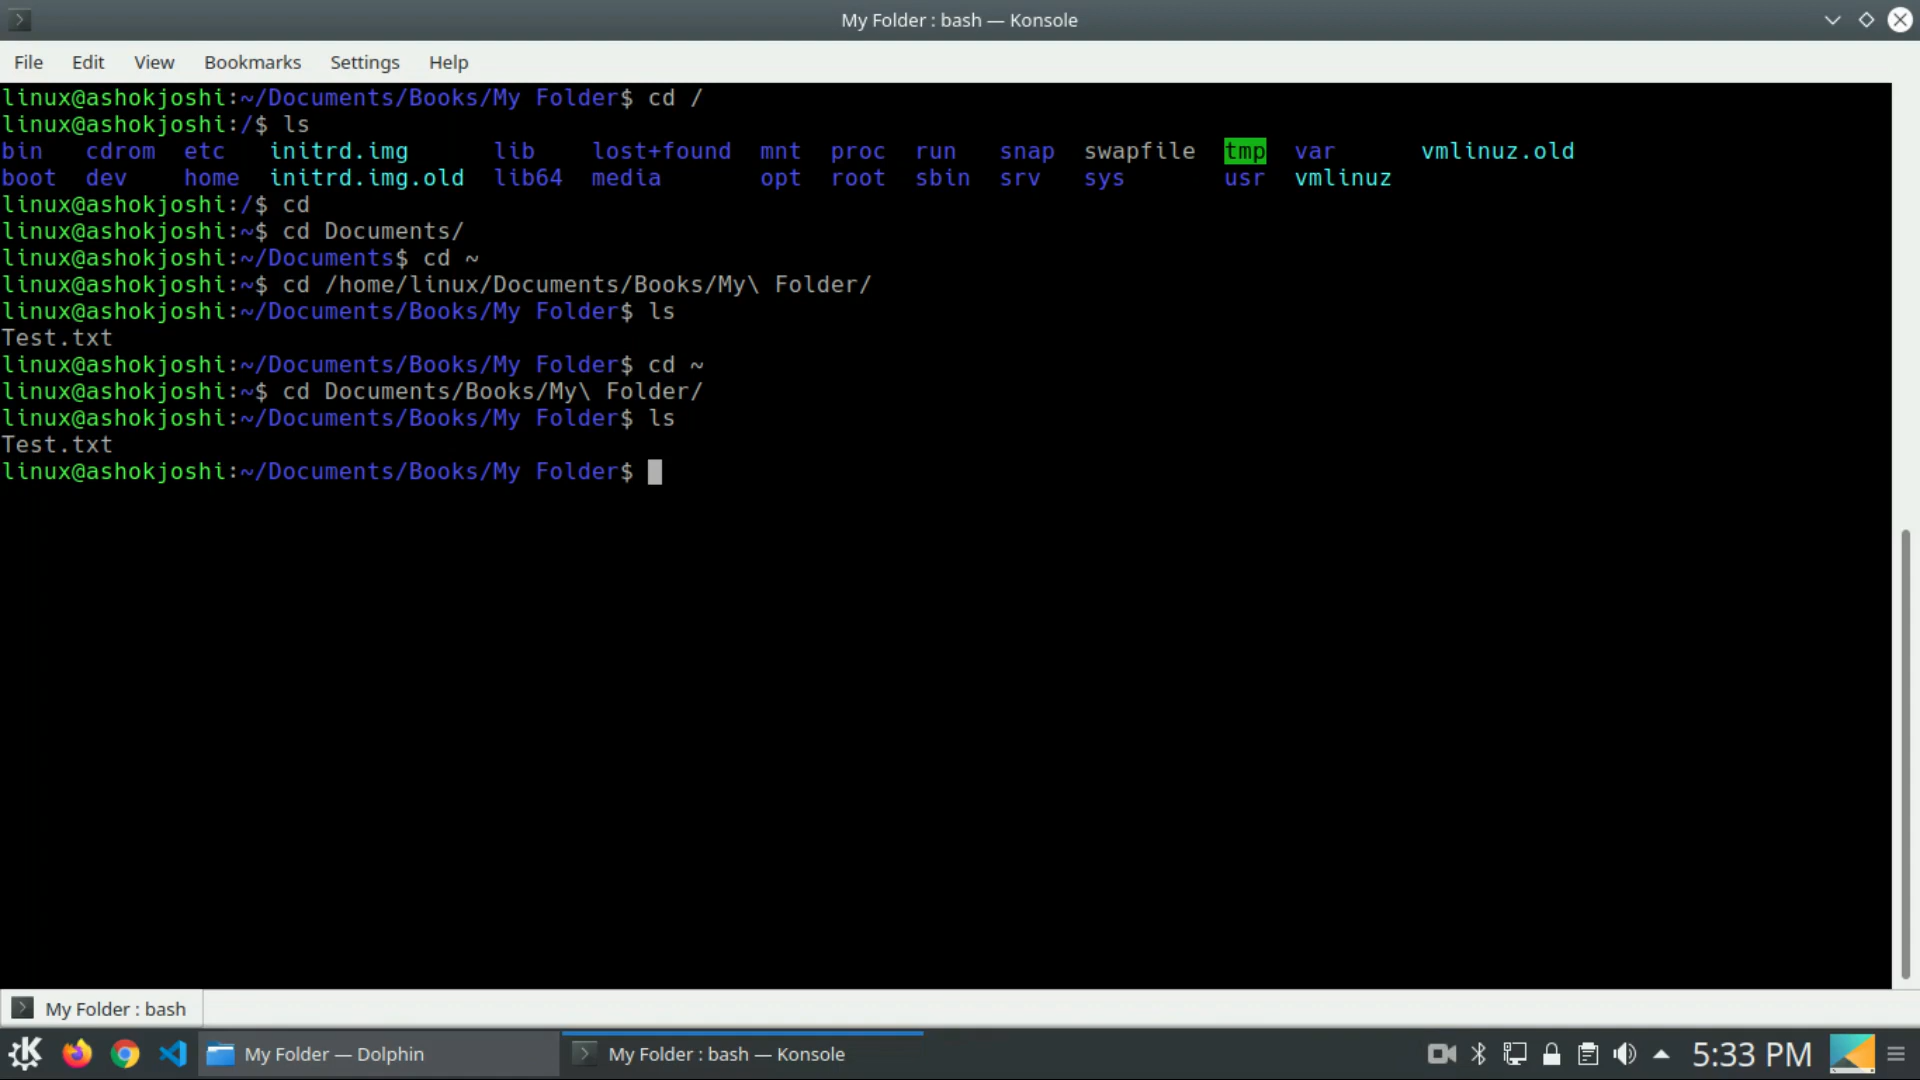 My Folder : bash — Konsole
File Edit View Bookmarks Settings Help
linux@ashokjoshi:~/Documents/Books/My Folder$ cd /
linux@ashokjoshi:/$ ls
bin cdrom etc initrd.img lib lost+found mnt proc run snap swapfile tmp var vmlinuz.old
boot dev home initrd.img.old lib64 media opt root sbin srv sys usr vmlinuz
linux@ashokjoshi:/$ cd
linux@ashokjoshi:~$ cd Documents/
linux@ashokjoshi:~/Documents$ cd ~
linux@ashokjoshi:~$ cd /home/linux/Documents/Books/My\ Folder/
linux@ashokjoshi:~/Documents/Books/My Folder$ ls
Test.txt
linux@ashokjoshi:~/Documents/Books/My Folder$ cd ~
linux@ashokjoshi:~$ cd Documents/Books/My\ Folder/
linux@ashokjoshi:~/Documents/Books/My Folder$ ls
Test.txt
linux@ashokjoshi:~/Documents/Books/My Folder$
My Folder : bash
My Folder — Dolphin My Folder : bash — Konsole 5:33 PM